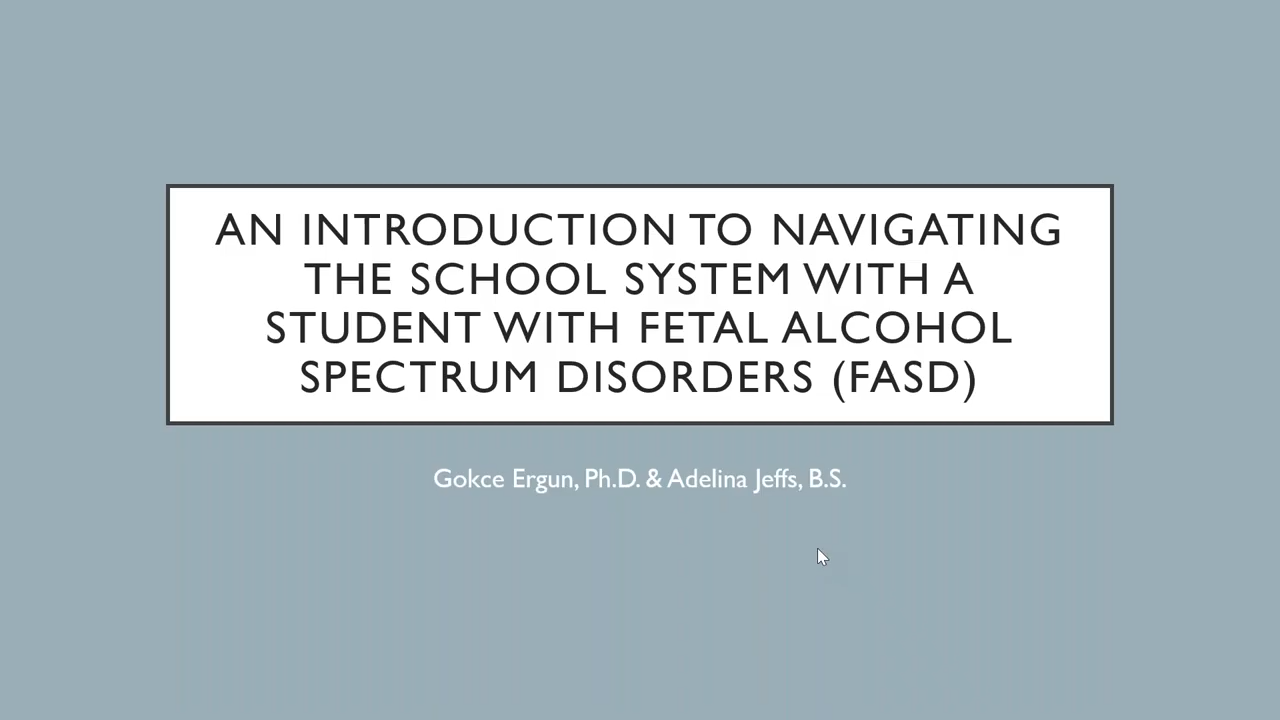 AN INTRODUCTION TO NAVIGATING
THE SCHOOL SYSTEM WITH A
STUDENT WITH FETAL ALCOHOL
SPECTRUM DISORDERS (FASD)
Gokce Ergun, Ph.D. & Adelina Jeffs, B.S.